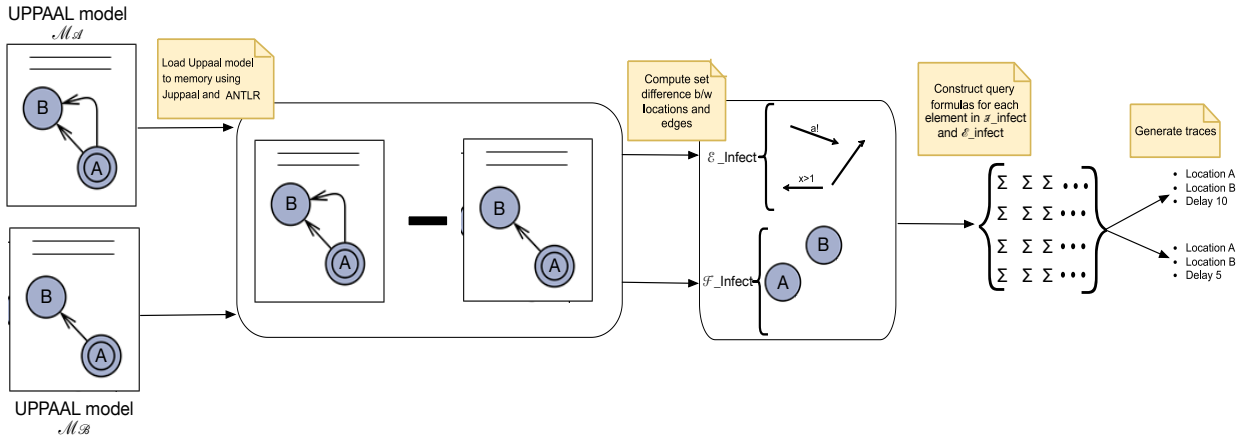 UPPAAL model
ℳ𝒜
B
A
Load Uppaal model
to memory using
Juppaal and ANTLR
B
A
UPPAAL model
ℳℬ
B
A
B
A
Compute set
difference b/w
locations and
edges
ℰ_Infect
a!
x>1
ℱ_Infect
B
A
Construct query
formulas for each
element in ℱ_infect
and ℰ_infect
Σ Σ Σ •••
Σ Σ Σ •••
Σ Σ Σ •••
Σ Σ Σ •••
Generate traces
• Location A
• Location B
• Delay 10
• Location A
• Location B
• Delay 5